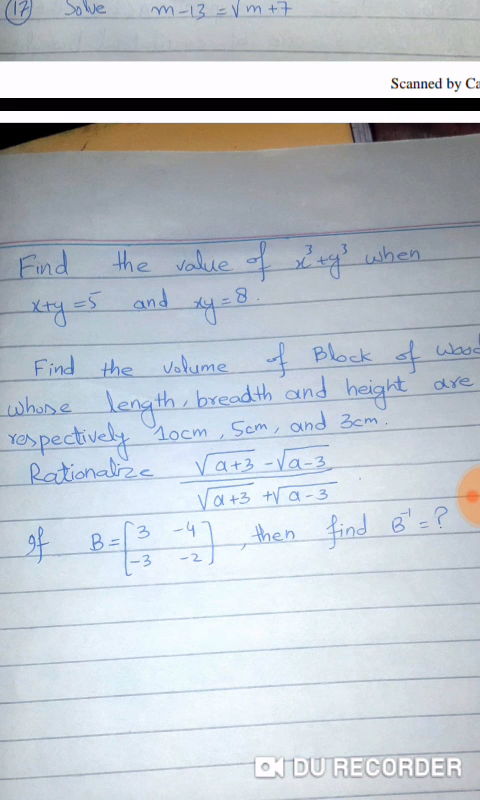 (17) Solve m-13 = √m+7
Scanned by Ca
Find the value of x³+y³ when
x+y=5 and xy=8.
Find the volume of Block of Wood
whose length, breadth and height are
respectively 10cm, 5cm, and 3cm.
Rationalize √a+3 - √a-3 / √a+3 + √a-3
If B = [3 -4
-3 -2], then find B⁻¹=?
DU RECORDER